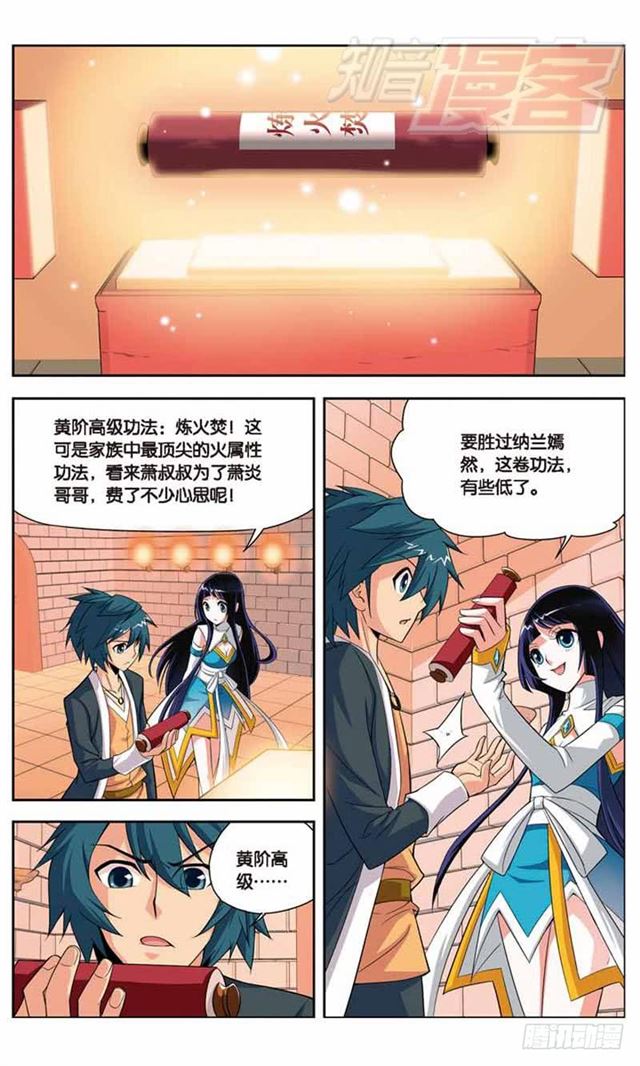 知音漫客
炼火焚
黄阶高级功法：炼火焚！这
可是家族中最顶尖的火属性
功法，看来萧叔叔为了萧炎
哥哥，费了不少心思呢！
要胜过纳兰嫣
然，这卷功法，
有些低了。
黄阶高
级……
腾讯动漫